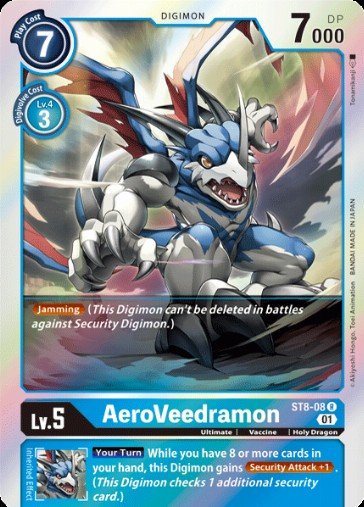 Play Cost
7
DIGIMON
DP
7000
Digivolve Cost
Lv.4
3
Tonamikanji
©Akiyoshi Hongo, Toei Animation BANDAI MADE IN JAPAN
Jamming (This Digimon can't be deleted in battles
against Security Digimon.)
Lv.5
AeroVeedramon
ST8-08 R
01
Ultimate Vaccine Holy Dragon
Inherited Effect
Your Turn While you have 8 or more cards in
your hand, this Digimon gains Security Attack +1.
(This Digimon checks 1 additional security
card.)